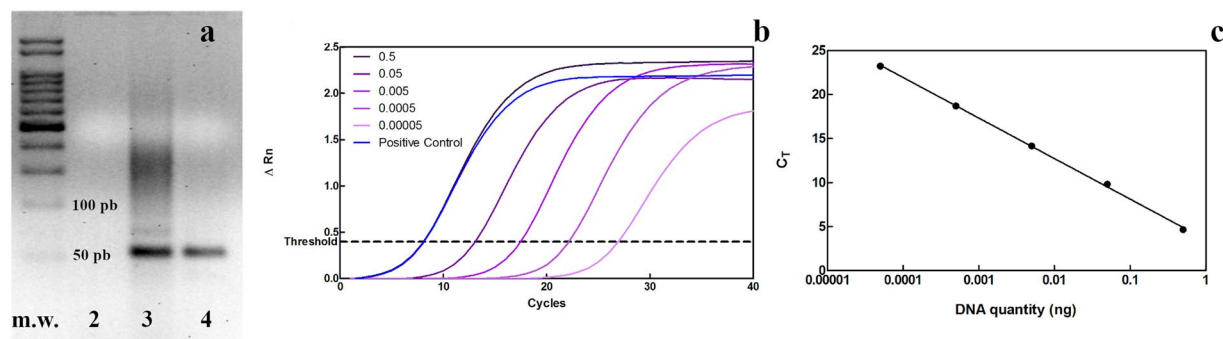 a
100 pb
50 pb
m.w. 2 3 4
b
2.5
2.0
1.5
1.0
0.5
0.0
Δ Rn
0.5
0.05
0.005
0.0005
0.00005
Positive Control
Threshold
0 10 20 30 40
Cycles
c
25
20
15
10
5
0
CT
0.00001 0.0001 0.001 0.01 0.1 1
DNA quantity (ng)